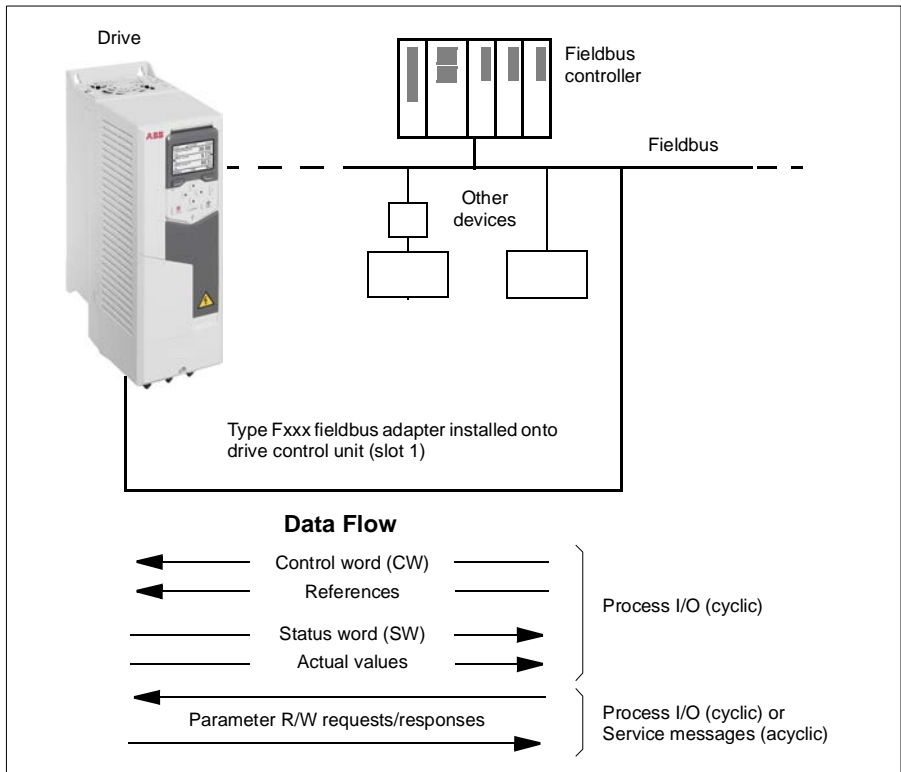 Drive
Fieldbus
controller
ABB
Fieldbus
Other
devices
Type Fxxx fieldbus adapter installed onto
drive control unit (slot 1)
Data Flow
Control word (CW)
References
Process I/O (cyclic)
Status word (SW)
Actual values
Parameter R/W requests/responses
Process I/O (cyclic) or
Service messages (acyclic)